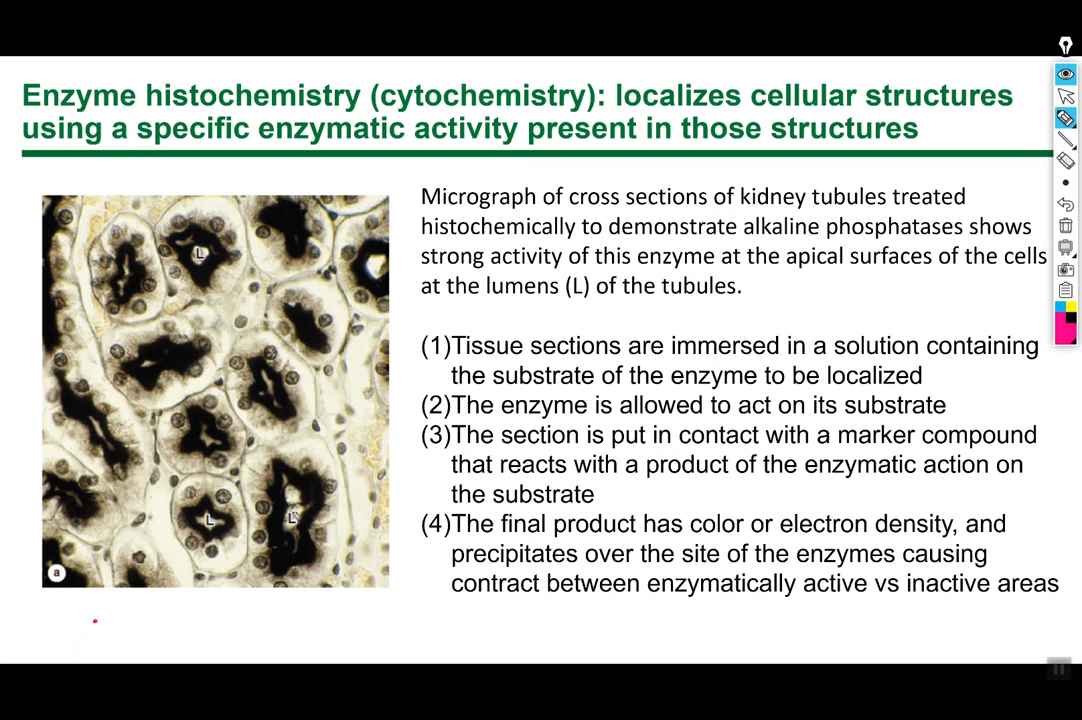 Enzyme histochemistry (cytochemistry): localizes cellular structures
using a specific enzymatic activity present in those structures
L
L
L
a
Micrograph of cross sections of kidney tubules treated
histochemically to demonstrate alkaline phosphatases shows
strong activity of this enzyme at the apical surfaces of the cells
at the lumens (L) of the tubules.
(1)Tissue sections are immersed in a solution containing
the substrate of the enzyme to be localized
(2)The enzyme is allowed to act on its substrate
(3)The section is put in contact with a marker compound
that reacts with a product of the enzymatic action on
the substrate
(4)The final product has color or electron density, and
precipitates over the site of the enzymes causing
contract between enzymatically active vs inactive areas